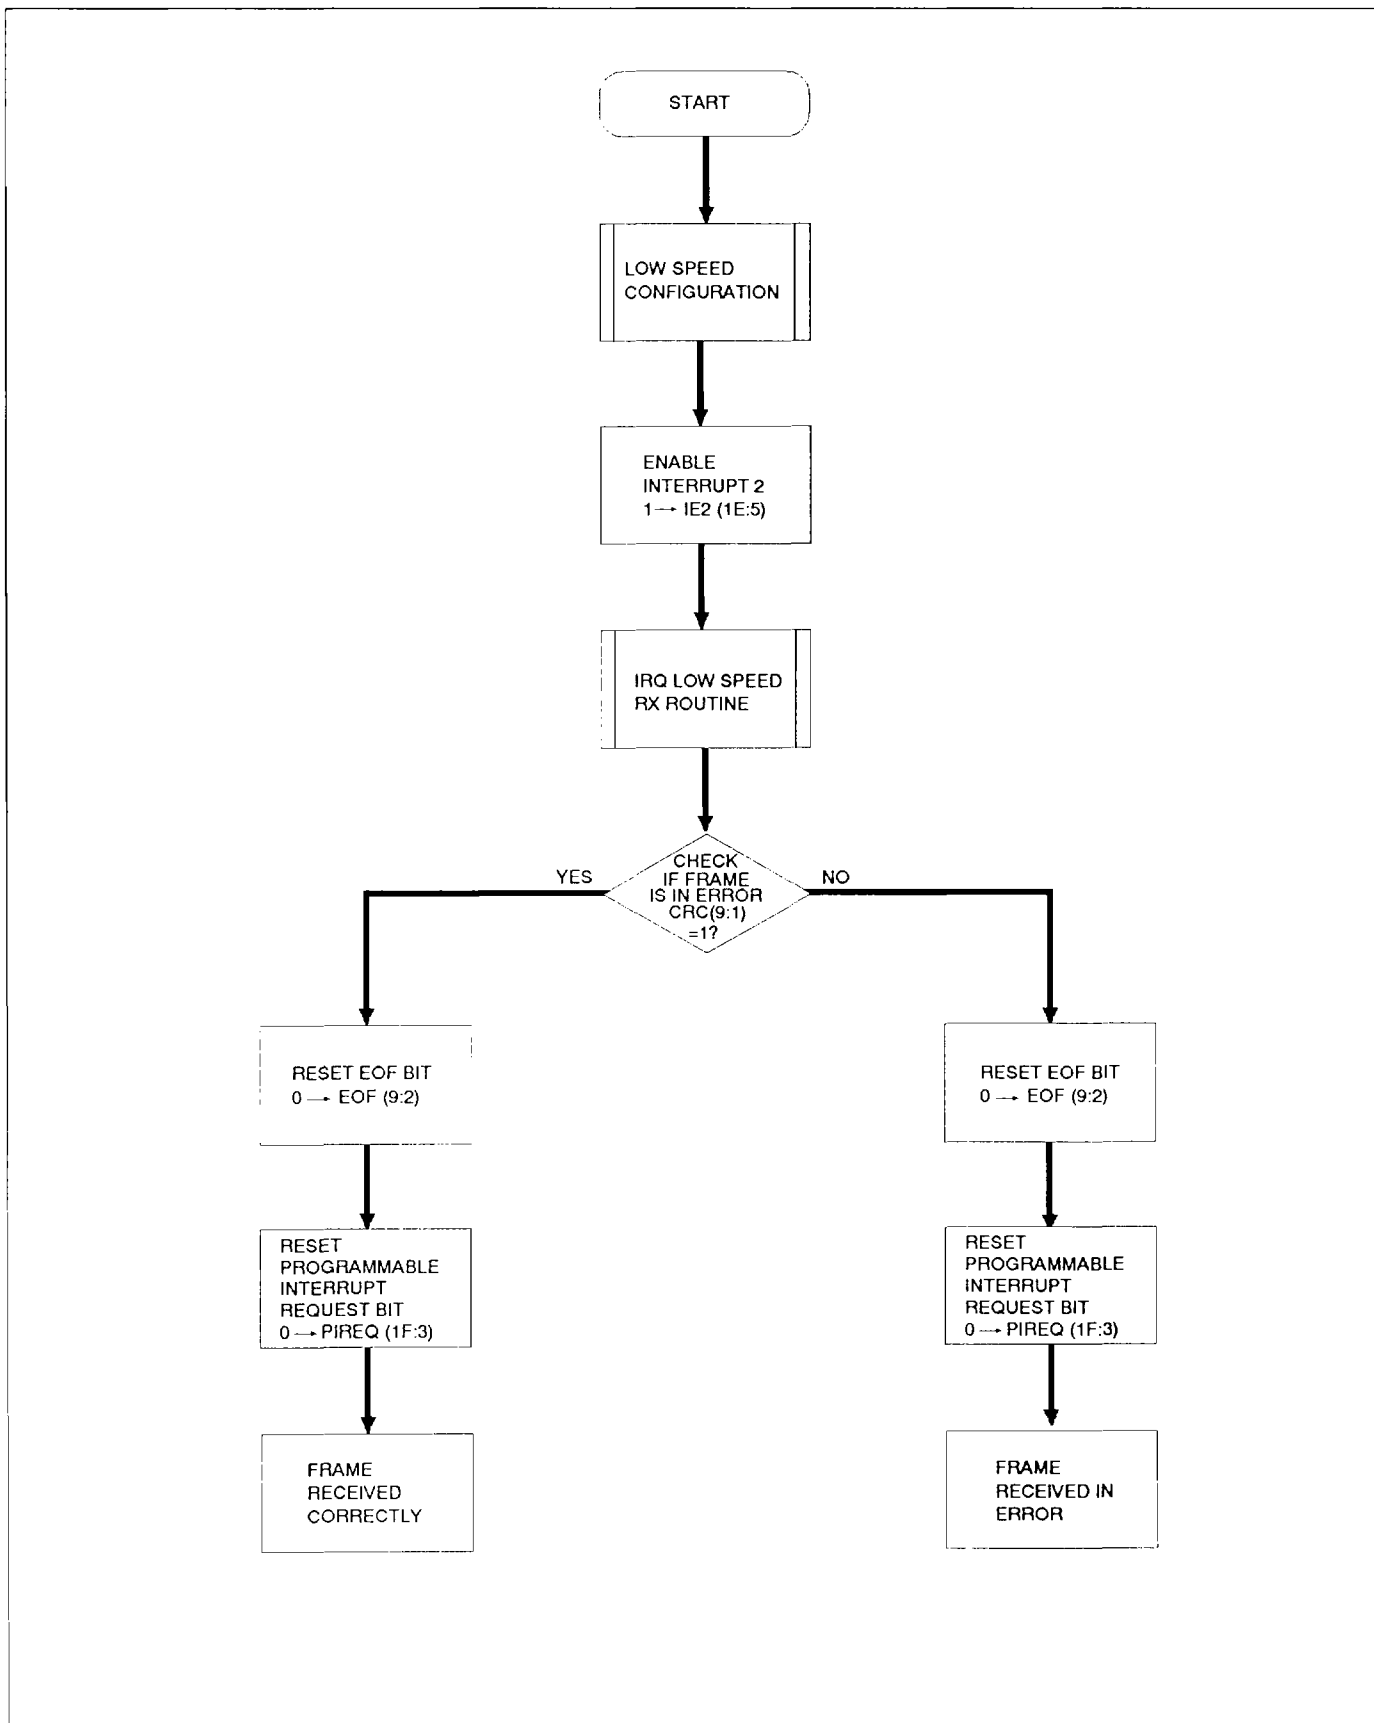 START
LOW SPEED
CONFIGURATION
ENABLE
INTERRUPT 2
1→ IE2 (1E:5)
IRQ LOW SPEED
RX ROUTINE
CHECK
IF FRAME
IS IN ERROR
CRC(9:1)
=1?
YES
NO
RESET EOF BIT
0 → EOF (9:2)
RESET
PROGRAMMABLE
INTERRUPT
REQUEST BIT
0 → PIREQ (1F:3)
FRAME
RECEIVED
CORRECTLY
RESET EOF BIT
0 → EOF (9:2)
RESET
PROGRAMMABLE
INTERRUPT
REQUEST BIT
0 → PIREQ (1F:3)
FRAME
RECEIVED IN
ERROR